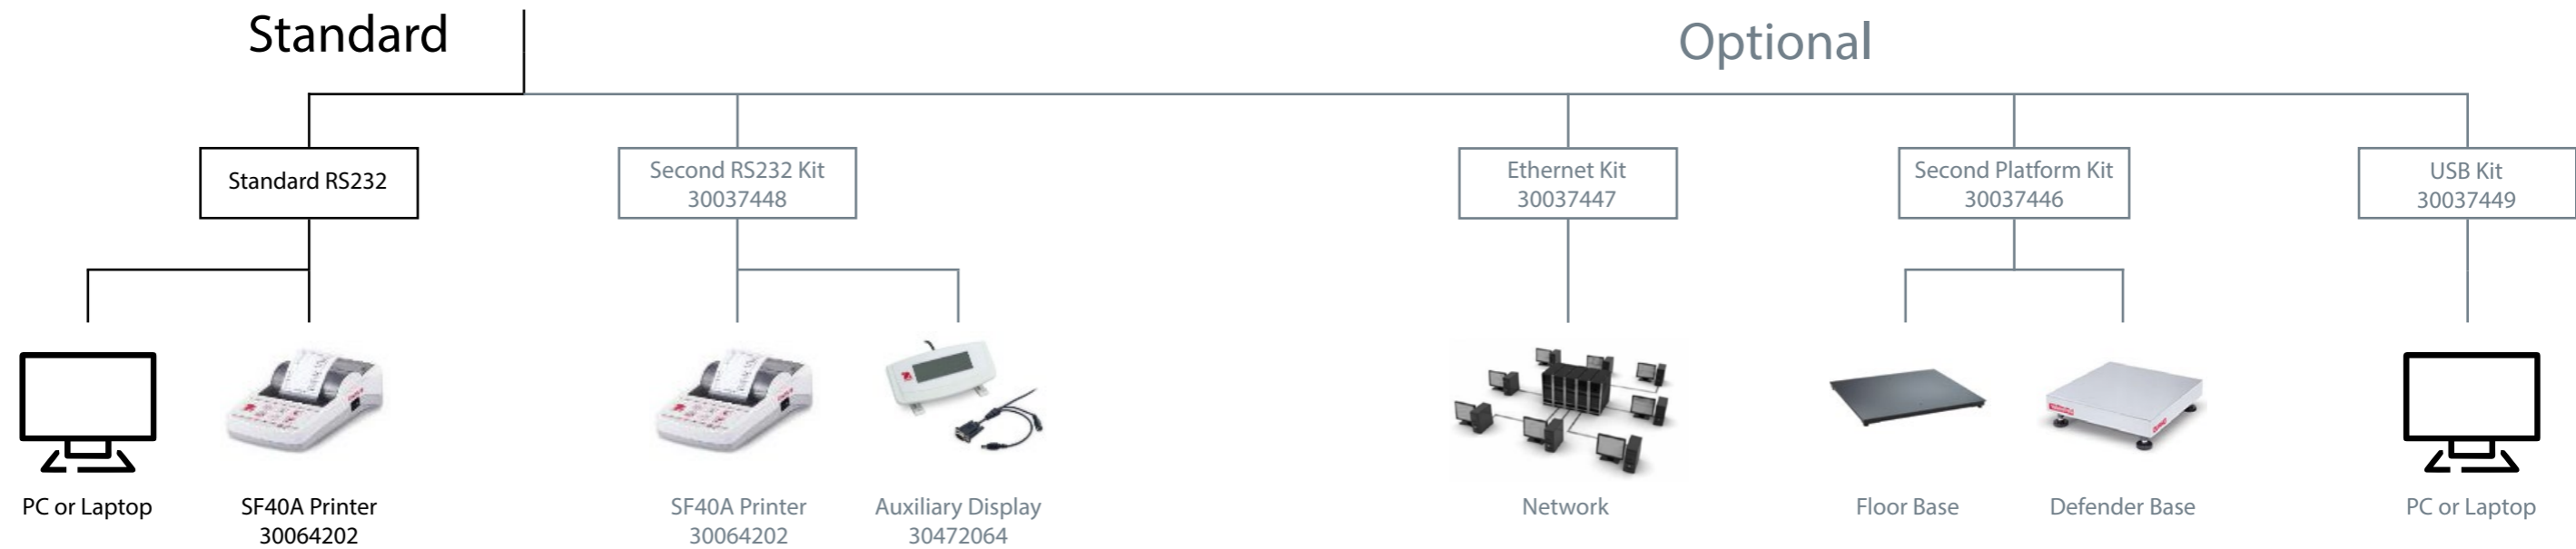 Standard
Optional
Standard RS232
Second RS232 Kit
30037448
Ethernet Kit
30037447
Second Platform Kit
30037446
USB Kit
30037449
PC or Laptop
SF40A Printer
30064202
SF40A Printer
30064202
Auxiliary Display
30472064
Network
Floor Base
Defender Base
PC or Laptop